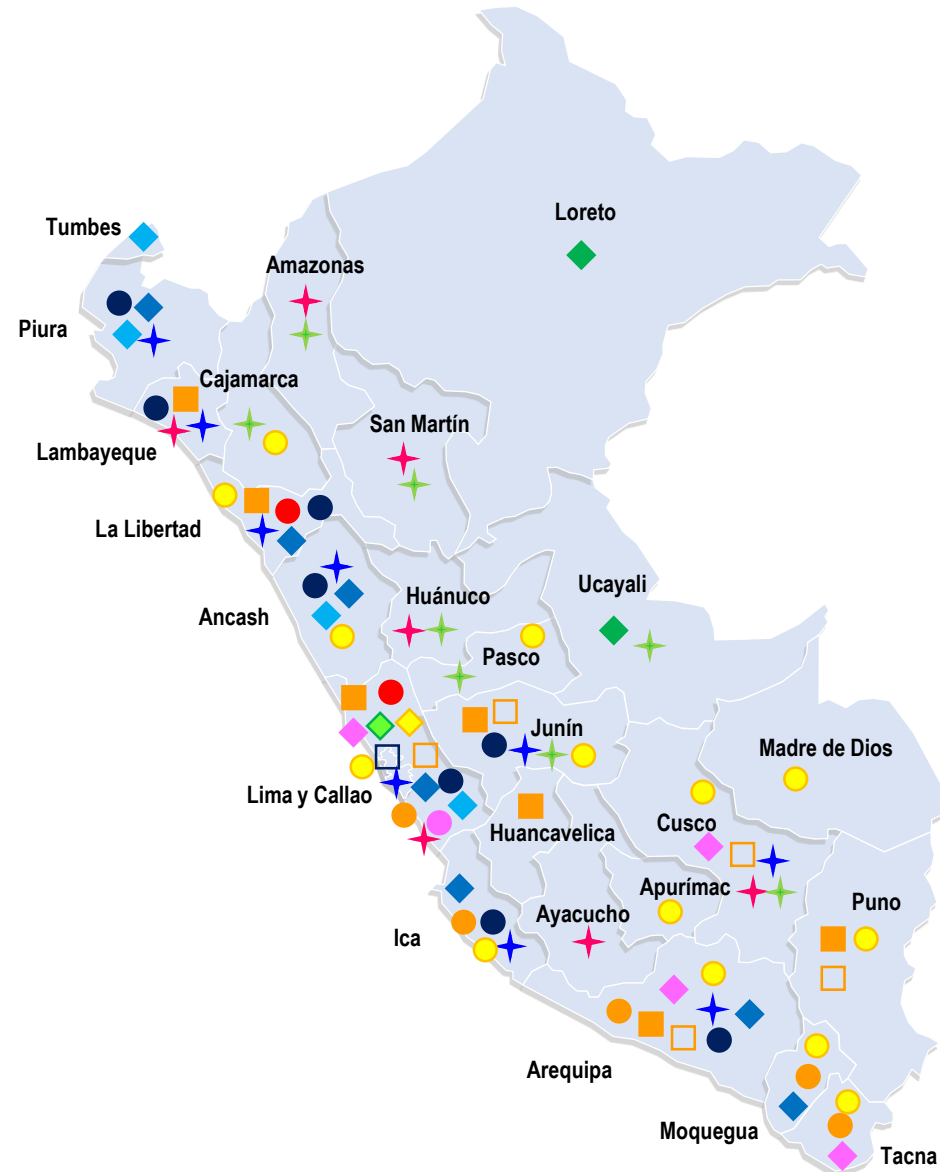 Loreto
Tumbes
Amazonas
Piura
Cajamarca
San Martín
Lambayeque
La Libertad
Ucayali
Huánuco
Ancash
Pasco
Junín
Madre de Dios
Lima y Callao
Cusco
Huancavelica
Apurímac
Puno
Ayacucho
Ica
Arequipa
Moquegua
Tacna